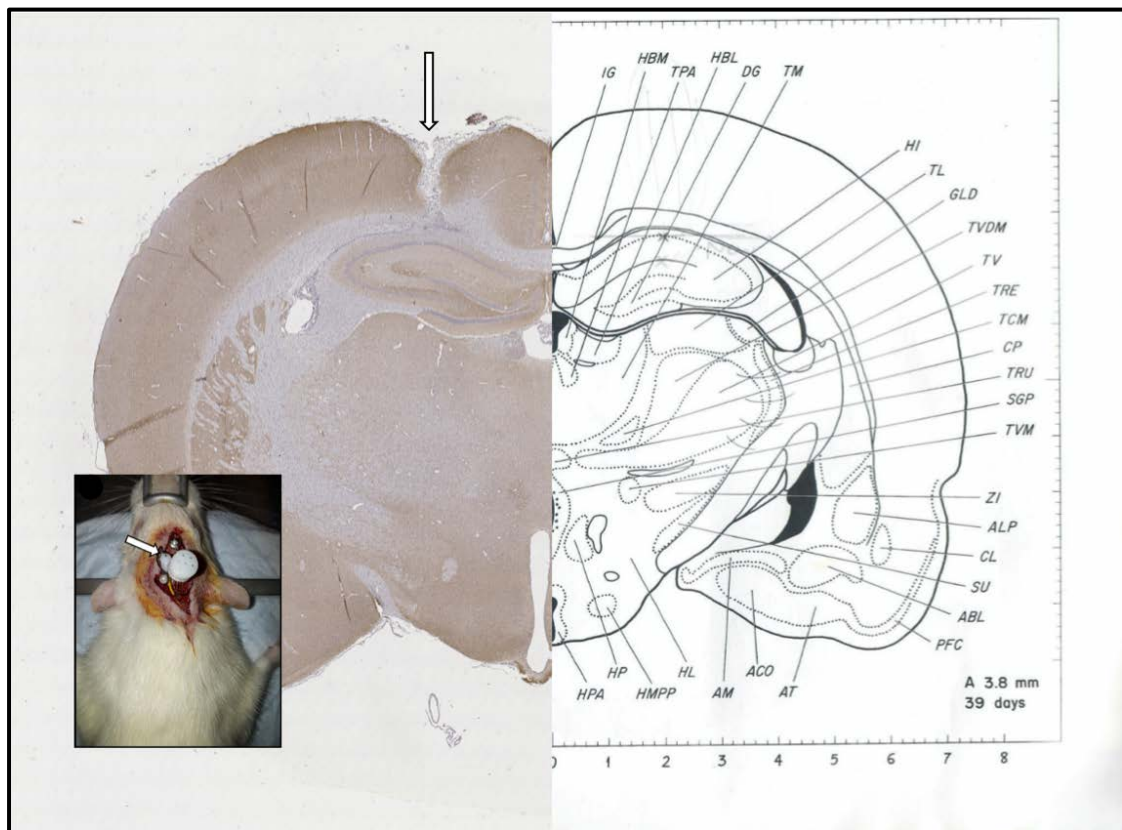 IG
HBM
TPA
HBL
DG
TM
HI
TL
GLD
TVDM
TV
TRE
TCM
CP
TRU
SGP
TVM
ZI
ALP
CL
SU
ABL
PFC
HPA
HP
HMPP
HL
AM
ACO
AT
A 3.8 mm
39 days
0 1 2 3 4 5 6 7 8